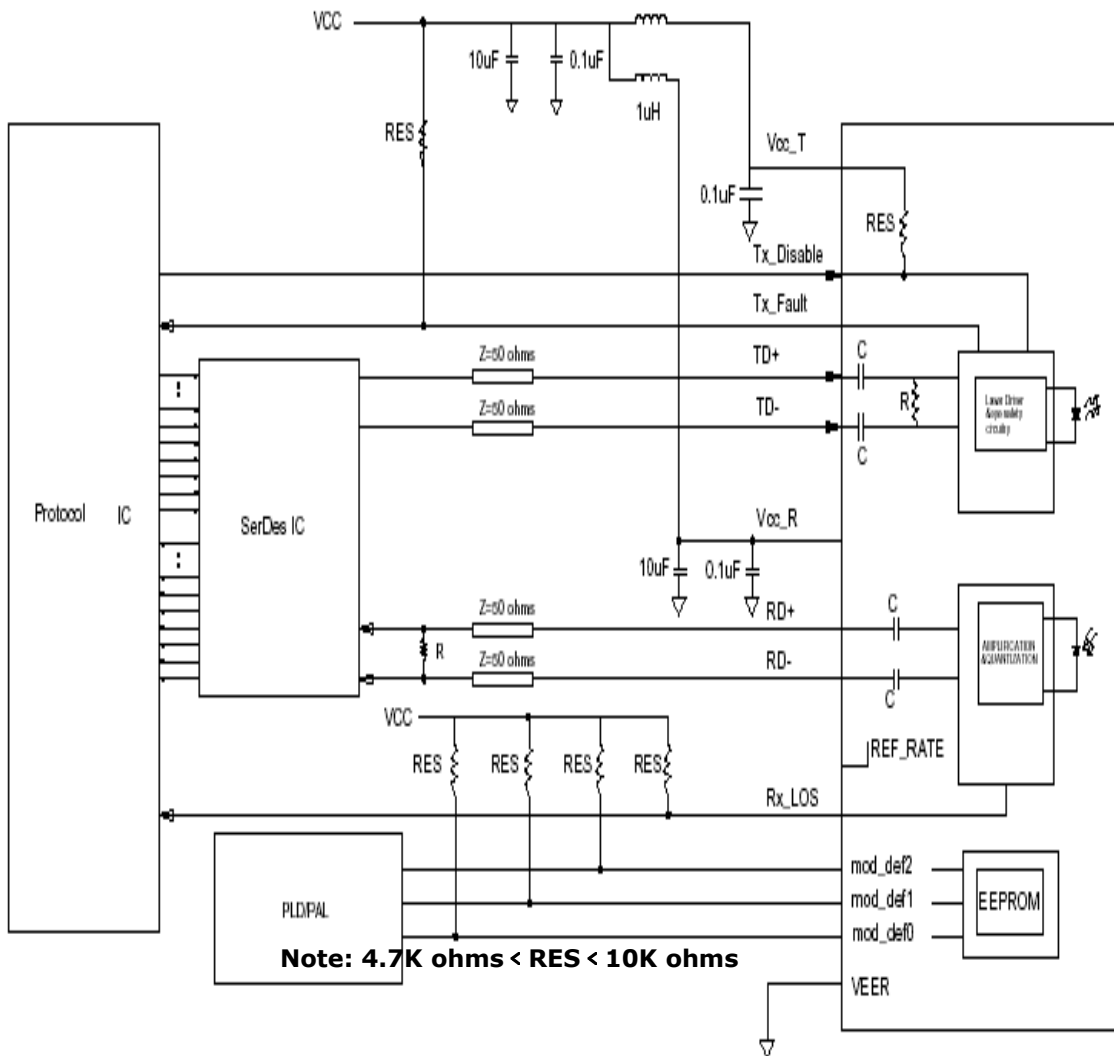 VCC
10uF
0.1uF
1uH
RES
Vcc_T
0.1uF
RES
Tx_Disable
Tx_Fault
Z=50 ohms
TD+
C
Z=50 ohms
TD-
R
C
Protocol IC
SerDes IC
Vcc_R
10uF
0.1uF
Z=50 ohms
RD+
C
R
Z=50 ohms
RD-
C
AMPLIFICATION
&QUANTIZATION
VCC
RES
RES
RES
RES
REF_RATE
Rx_LOS
PLD/PAL
mod_def2
mod_def1
mod_def0
EEPROM
Note: 4.7K ohms < RES < 10K ohms
VEER